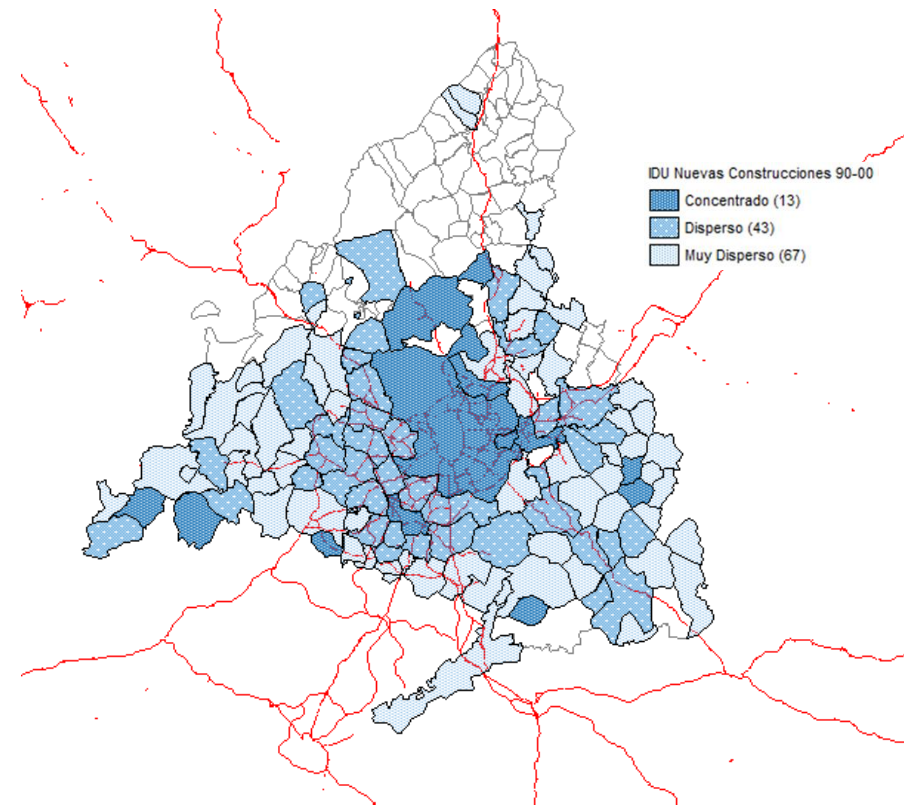 IDU Nuevas Construcciones 90-00
Concentrado (13)
Disperso (43)
Muy Disperso (67)